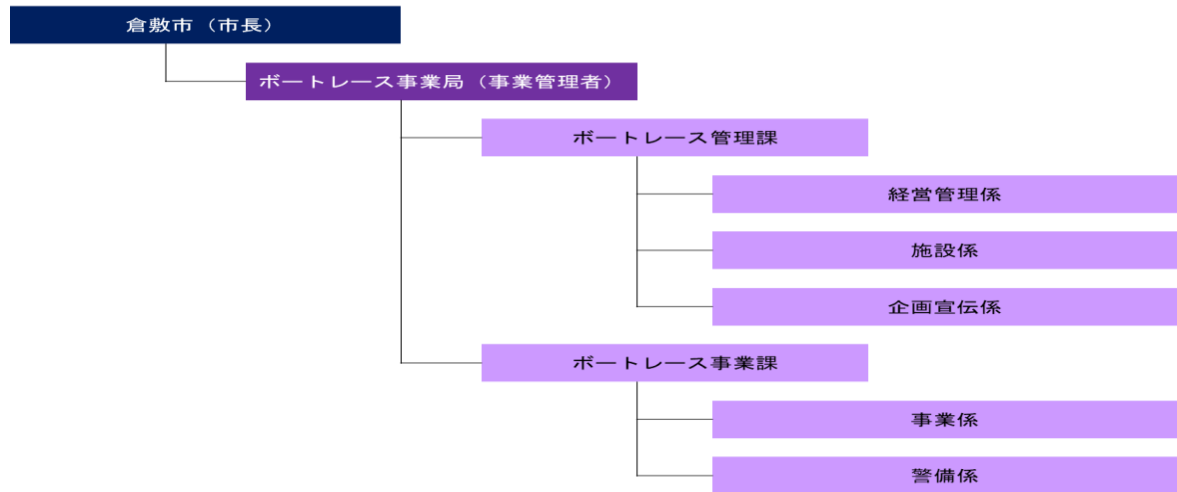 倉敷市（市長）
ボートレース事業局（事業管理者）
ボートレース管理課
経営管理係
施設係
企画宣伝係
ボートレース事業課
事業係
警備係